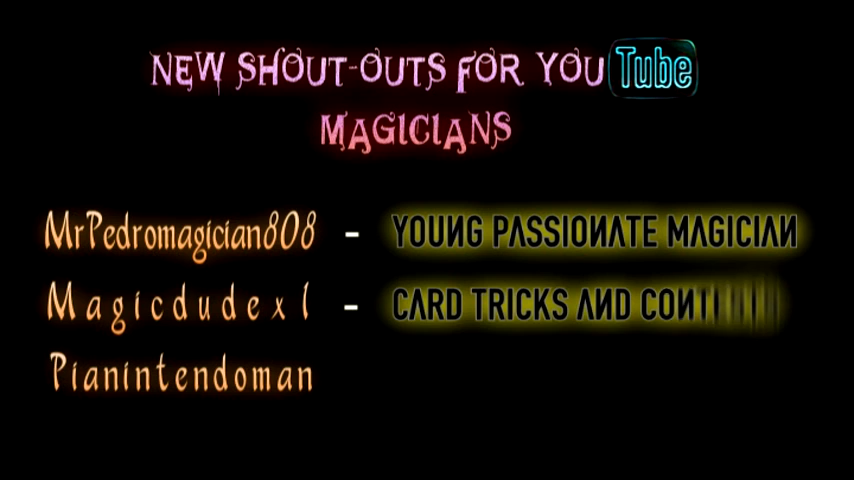 NEW SHOUT-OUTS FOR YOUTube
MAGICIANS
MrPedromagician808 - YOUNG PASSIONATE MAGICIAN
Magicdudex1 - CARD TRICKS AND
Pianintendoman